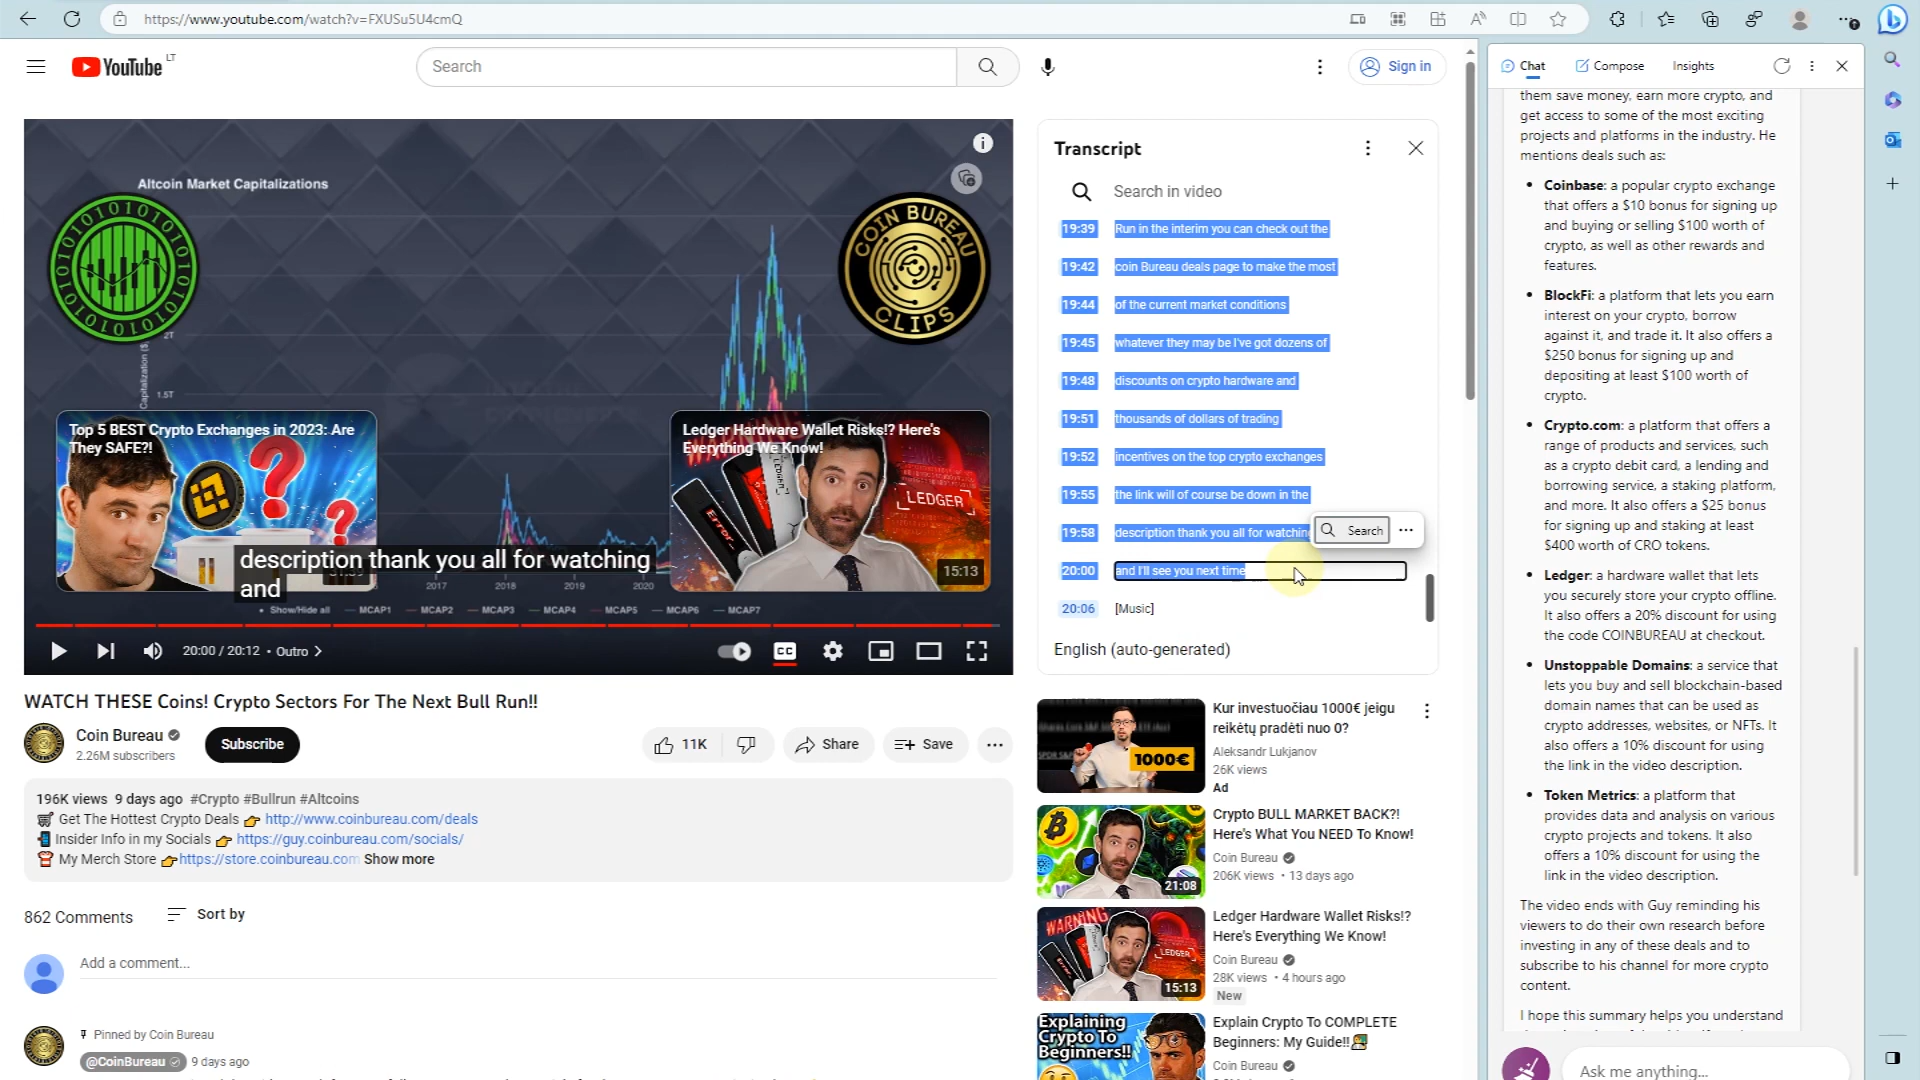 https://www.youtube.com/watch?v=FXUSu5U4cmQ
YouTube LT
Search
Sign in
Altcoin Market Capitalizations
COIN BUREAU
CLIPS
2T
1.5T
Capitalization ($
Top 5 BEST Crypto Exchanges in 2023: Are
They SAFE?!
Ledger Hardware Wallet Risks!? Here's
Everything We Know!
Error...
LEDGER
15:13
description thank you all for watching
and
2017 2018 2019 2020
Show/Hide all MCAP1 MCAP2 MCAP3 MCAP4 MCAP5 MCAP6 MCAP7
20:00 / 20:12 • Outro
CC
WATCH THESE Coins! Crypto Sectors For The Next Bull Run!!
Coin Bureau
2.26M subscribers
Subscribe
11K
Share
Save
196K views 9 days ago #Crypto #Bullrun #Altcoins
🛒 Get The Hottest Crypto Deals 👉 http://www.coinbureau.com/deals
📲 Insider Info in my Socials 👉 https://guy.coinbureau.com/socials/
👕 My Merch Store 👉https://store.coinbureau.com Show more
862 Comments
Sort by
Add a comment...
Pinned by Coin Bureau
@CoinBureau 9 days ago
Transcript
Search in video
19:39 Run in the interim you can check out the
19:42 coin Bureau deals page to make the most
19:44 of the current market conditions
19:45 whatever they may be I've got dozens of
19:48 discounts on crypto hardware and
19:51 thousands of dollars of trading
19:52 incentives on the top crypto exchanges
19:55 the link will of course be down in the
19:58 description thank you all for watching
Search
20:00 and I'll see you next time
20:06 [Music]
English (auto-generated)
1000€
Kur investuočiau 1000€ jeigu
reikėtų pradėti nuo 0?
Aleksandr Lukjanov
26K views
Ad
21:08
Crypto BULL MARKET BACK?!
Here's What You NEED To Know!
Coin Bureau
206K views • 13 days ago
WARNING
LEDGER
15:13
Ledger Hardware Wallet Risks!?
Here's Everything We Know!
Coin Bureau
28K views • 4 hours ago
New
Explaining
Crypto To
Beginners!!
Explain Crypto To COMPLETE
Beginners: My Guide!!
Coin Bureau
Chat Compose Insights
them save money, earn more crypto, and
get access to some of the most exciting
projects and platforms in the industry. He
mentions deals such as:
• Coinbase: a popular crypto exchange
that offers a $10 bonus for signing up
and buying or selling $100 worth of
crypto, as well as other rewards and
features.
• BlockFi: a platform that lets you earn
interest on your crypto, borrow
against it, and trade it. It also offers a
$250 bonus for signing up and
depositing at least $100 worth of
crypto.
• Crypto.com: a platform that offers a
range of products and services, such
as a crypto debit card, a lending and
borrowing service, a staking platform,
and more. It also offers a $25 bonus
for signing up and staking at least
$400 worth of CRO tokens.
• Ledger: a hardware wallet that lets
you securely store your crypto offline.
It also offers a 20% discount for using
the code COINBUREAU at checkout.
• Unstoppable Domains: a service that
lets you buy and sell blockchain-based
domain names that can be used as
crypto addresses, websites, or NFTs. It
also offers a 10% discount for using
the link in the video description.
• Token Metrics: a platform that
provides data and analysis on various
crypto projects and tokens. It also
offers a 10% discount for using the
link in the video description.
The video ends with Guy reminding his
viewers to do their own research before
investing in any of these deals and to
subscribe to his channel for more crypto
content.
I hope this summary helps you understand
Ask me anything...